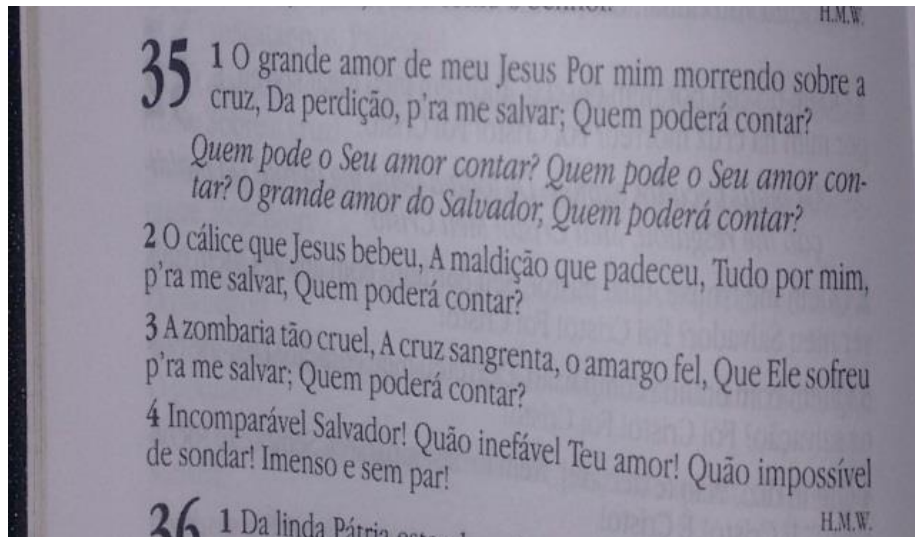 Senhor.
H.M.W.
35 1 O grande amor de meu Jesus Por mim morrendo sobre a
cruz, Da perdição, p'ra me salvar; Quem poderá contar?
Quem pode o Seu amor contar? Quem pode o Seu amor con-
tar? O grande amor do Salvador, Quem poderá contar?
2 O cálice que Jesus bebeu, A maldição que padeceu, Tudo por mim,
p'ra me salvar, Quem poderá contar?
3 A zombaria tão cruel, A cruz sangrenta, o amargo fel, Que Ele sofreu
p'ra me salvar; Quem poderá contar?
4 Incomparável Salvador! Quão inefável Teu amor! Quão impossível
de sondar! Imenso e sem par!
H.M.W.
36 1 Da linda Pátria